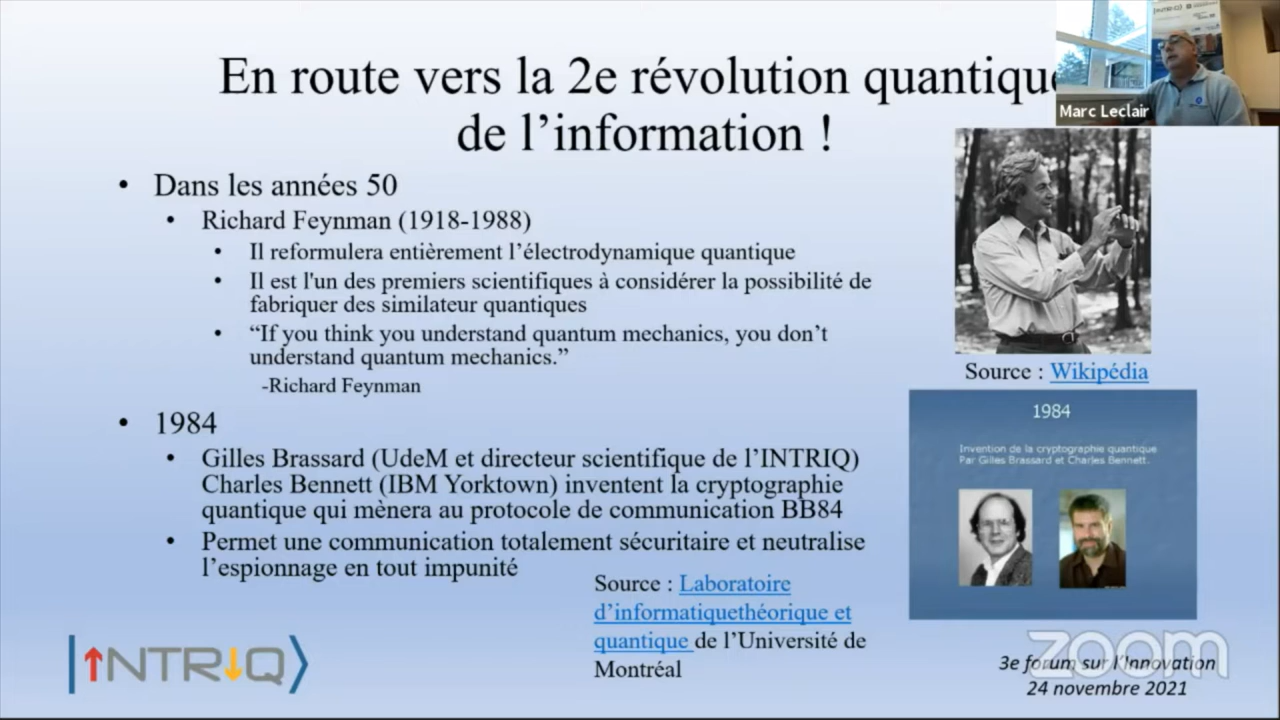 En route vers la 2e révolution quantique
de l’information !
Marc Leclair
• Dans les années 50
• Richard Feynman (1918-1988)
• Il reformulera entièrement l’électrodynamique quantique
• Il est l'un des premiers scientifiques à considérer la possibilité de
fabriquer des similateur quantiques
• “If you think you understand quantum mechanics, you don’t
understand quantum mechanics.”
-Richard Feynman
Source : Wikipédia
• 1984
• Gilles Brassard (UdeM et directeur scientifique de l’INTRIQ)
Charles Bennett (IBM Yorktown) inventent la cryptographie
quantique qui mènera au protocole de communication BB84
• Permet une communication totalement sécuritaire et neutralise
l’espionnage en tout impunité
1984
Invention de la cryptographie quantique
Par Gilles Brassard et Charles Bennett.
Source : Laboratoire
d’informatiquethéorique et
quantique de l’Université de
Montréal
INTRIQ
zoom
3e forum sur l’Innovation
24 novembre 2021